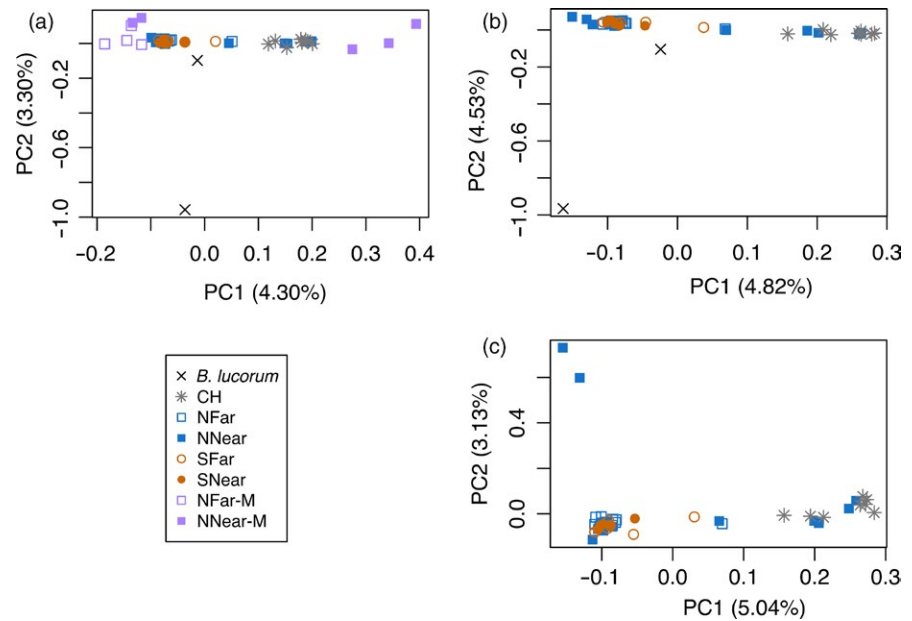 (a)
PC2 (3.30%)
-0.2
-0.6
-1.0
-0.2 0.0 0.1 0.2 0.3 0.4
PC1 (4.30%)
(b)
PC2 (4.53%)
-0.2
-0.6
-1.0
-0.1 0.0 0.1 0.2 0.3
PC1 (4.82%)
B. lucorum
CH
NFar
NNear
SFar
SNear
NFar-M
NNear-M
(c)
PC2 (3.13%)
0.4
0.0
-0.1 0.0 0.1 0.2 0.3
PC1 (5.04%)